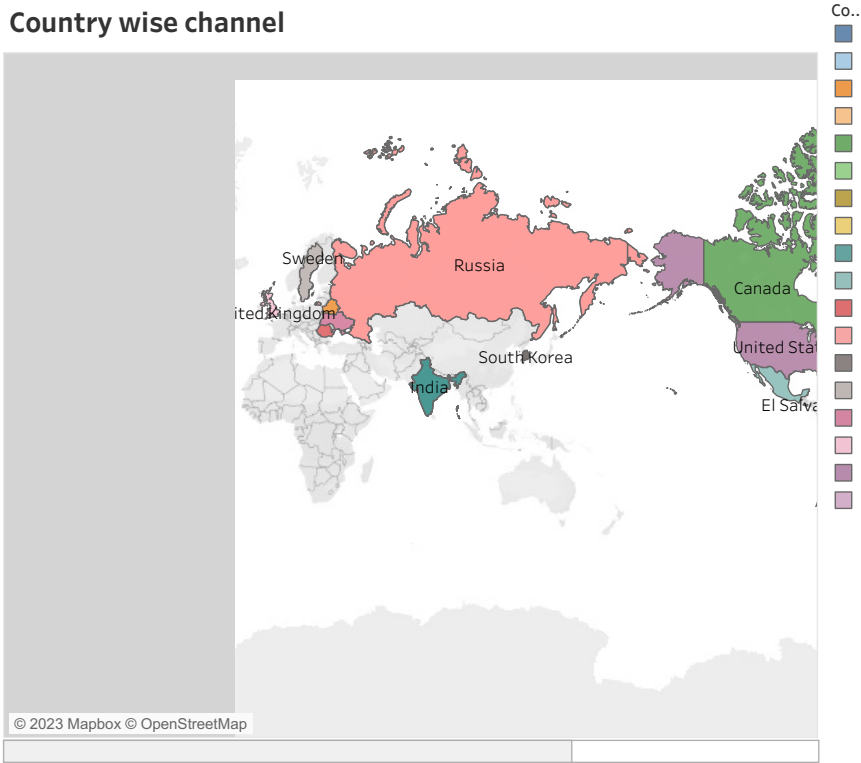 Country wise channel
Co..
Sweden
Russia
Canada
ited Kingdom
United Stat
South Korea
India
El Salva
© 2023 Mapbox © OpenStreetMap